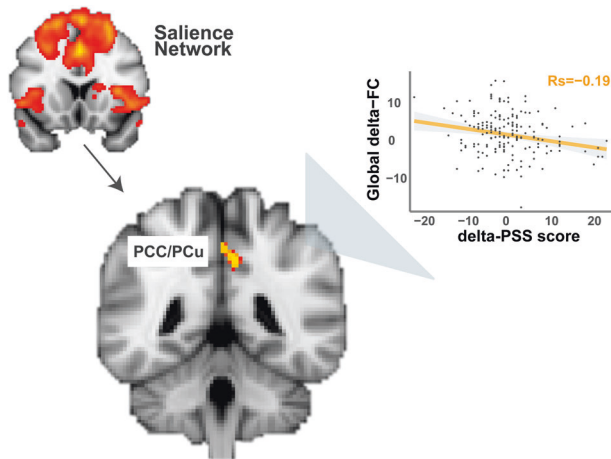 Salience
Network
PCC/PCu
Rs=−0.19
Global delta−FC
10
0
−10
−20
−10
0
10
20
delta-PSS score